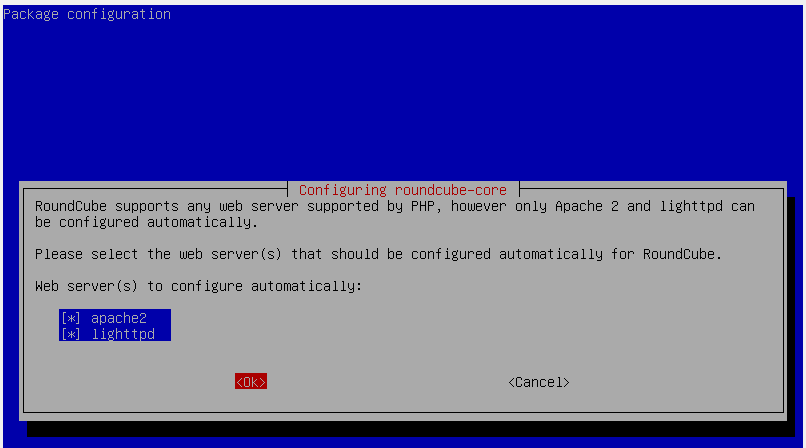 Package configuration
Configuring roundcube-core
RoundCube supports any web server supported by PHP, however only Apache 2 and lighttpd can
be configured automatically.
Please select the web server(s) that should be configured automatically for RoundCube.
Web server(s) to configure automatically:
[*] apache2
[*] lighttpd
<Ok> <Cancel>